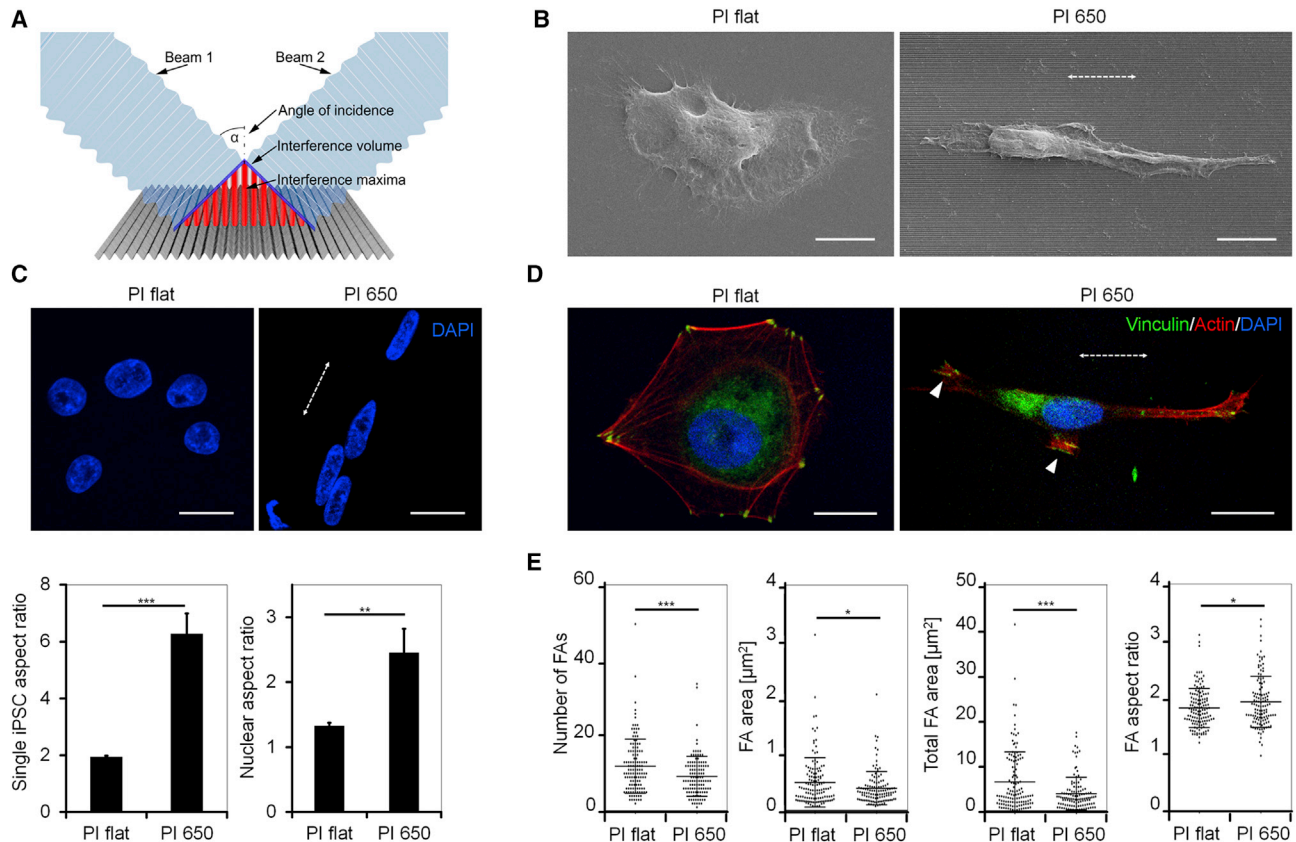 A
Beam 1
Beam 2
Angle of incidence
α
Interference volume
Interference maxima
B
PI flat
PI 650
C
PI flat
PI 650
DAPI
D
PI flat
PI 650
Vinculin/Actin/DAPI
Single iPSC aspect ratio
8
6
4
2
0
***
PI flat
PI 650
Nuclear aspect ratio
3
2
1
0
**
PI flat
PI 650
E
Number of FAs
60
40
20
0
***
PI flat
PI 650
FA area [µm²]
4
3
2
1
0
*
PI flat
PI 650
Total FA area [µm²]
50
40
30
20
10
0
***
PI flat
PI 650
FA aspect ratio
4
3
2
1
0
*
PI flat
PI 650